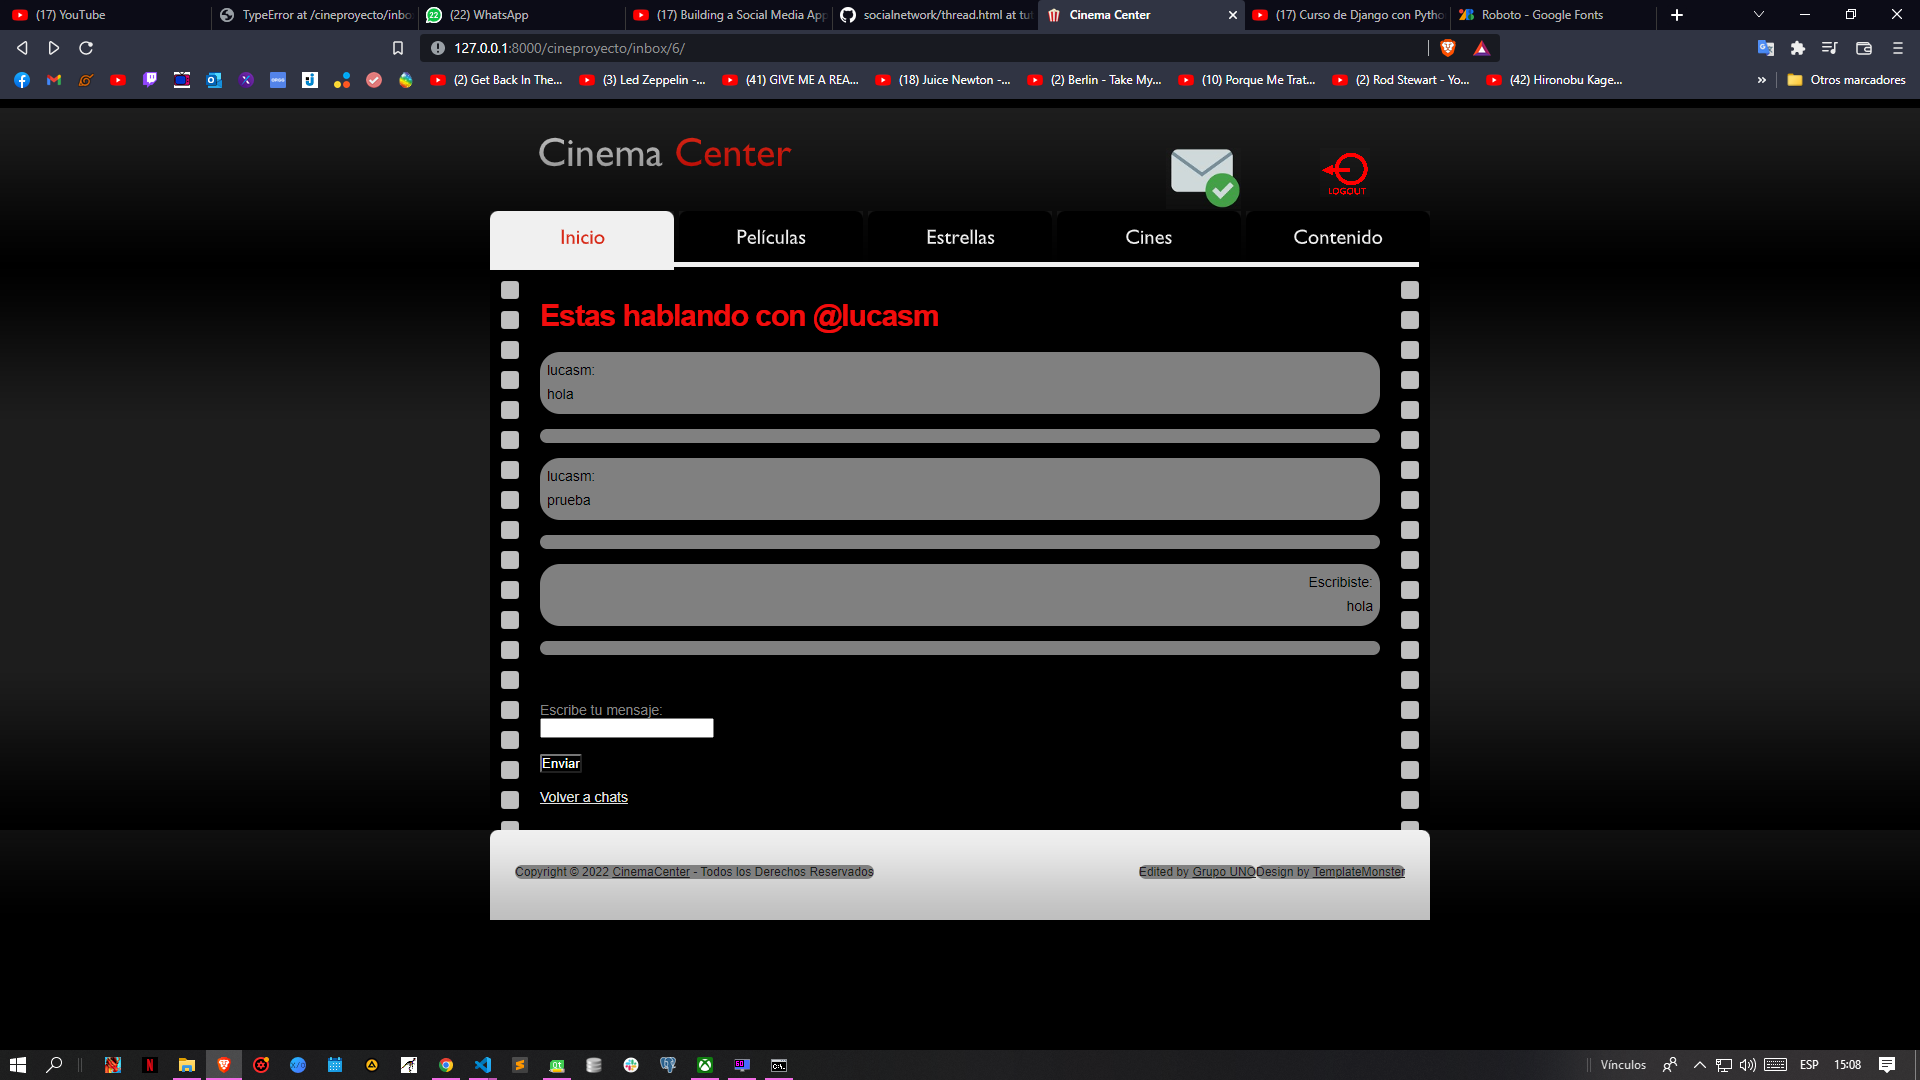 (17) YouTube
TypeError at /cineproyecto/inbo
(22) WhatsApp
(17) Building a Social Media App
socialnetwork/thread.html at tut
Cinema Center
(17) Curso de Django con Pytho
Roboto - Google Fonts
127.0.0.1:8000/cineproyecto/inbox/6/
(2) Get Back In The...
(3) Led Zeppelin -...
(41) GIVE ME A REA...
(18) Juice Newton -...
(2) Berlin - Take My...
(10) Porque Me Trat...
(2) Rod Stewart - Yo...
(42) Hironobu Kage...
»
Otros marcadores
Cinema Center
LOGOUT
Inicio
Películas
Estrellas
Cines
Contenido
Estas hablando con @lucasm
lucasm:
hola
lucasm:
prueba
Escribiste:
hola
Escribe tu mensaje:
Enviar
Volver a chats
Copyright © 2022 CinemaCenter - Todos los Derechos Reservados
Edited by Grupo UNODesign by TemplateMonster
Vínculos
ESP
15:08